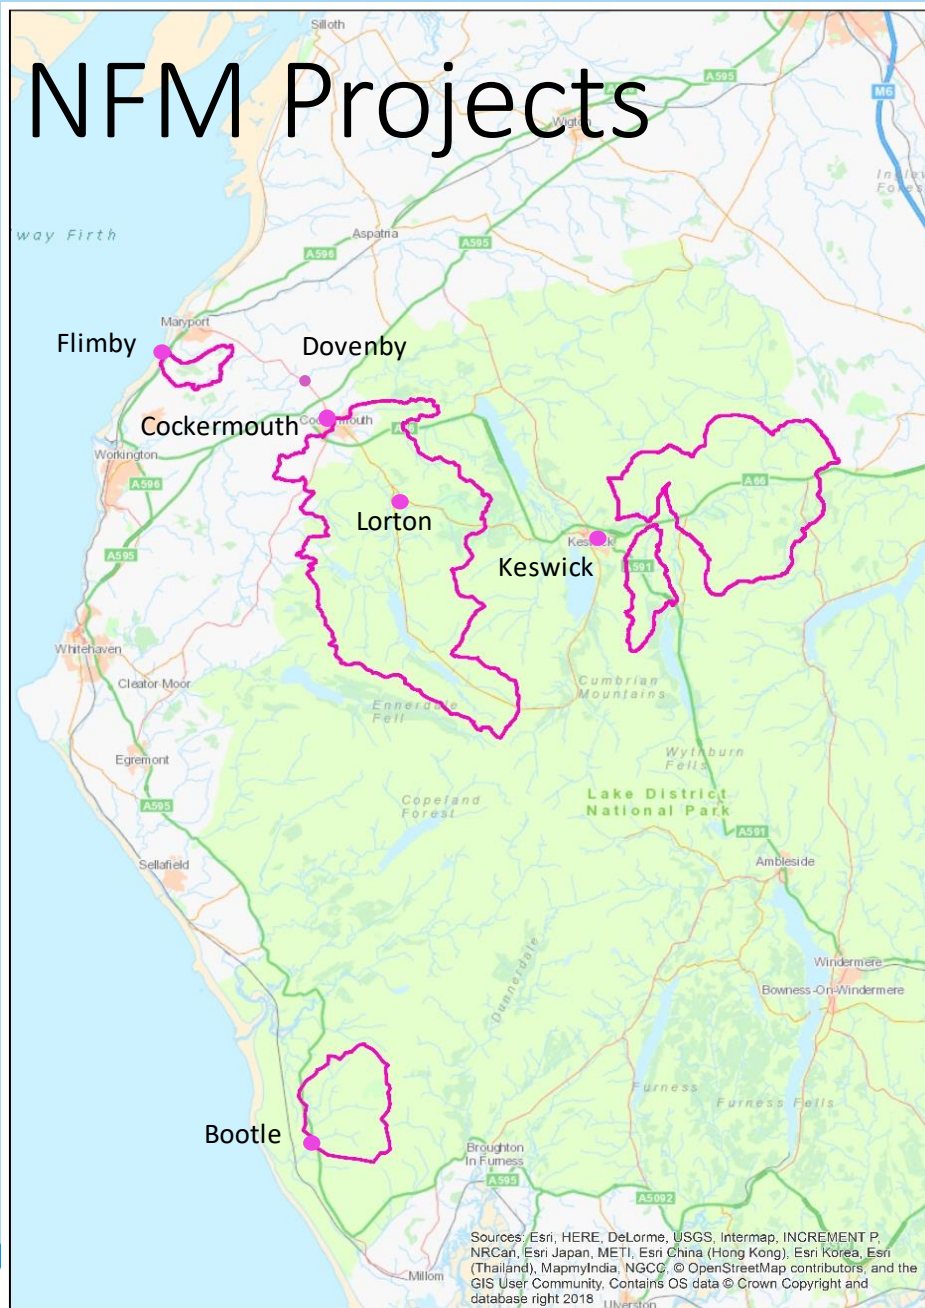 Silloth
NFM Projects
A595
M6
Wigton
way Firth
Aspatria
A595
A596
Maryport
Flimby
Dovenby
Cockermouth
Workington
A596
A66
Lorton
Keswick
A591
A595
Whitehaven
Cleator Moor
Cumbrian
Mountains
Ennerdale
Fell
Egremont
Wythburn
Fells
Lake District
National Park
Copeland
Forest
A595
A591
Sellafield
Ambleside
Dunnerdale
Windermere
Bowness-On-Windermere
Furness
Furness Fells
Bootle
Broughton
In Furness
A595
A5092
Sources: Esri, HERE, DeLorme, USGS, Intermap, INCREMENT P,
NRCan, Esri Japan, METI, Esri China (Hong Kong), Esri Korea, Esri
(Thailand), MapmyIndia, NGCC, © OpenStreetMap contributors, and the
GIS User Community, Contains OS data © Crown Copyright and
database right 2018
Millom
Ulverston